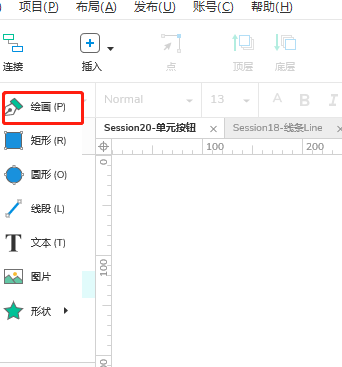 项目(P) 布局(A) 发布(U) 账号(C) 帮助(H)
连接 插入 点 顶层 底层
绘画 (P) Normal 13 A B I
矩形 (R) Session20-单元按钮 × Session18-线条Line
100 200
圆形 (O) 0
线段 (L)
文本 (T)
图片 100
形状